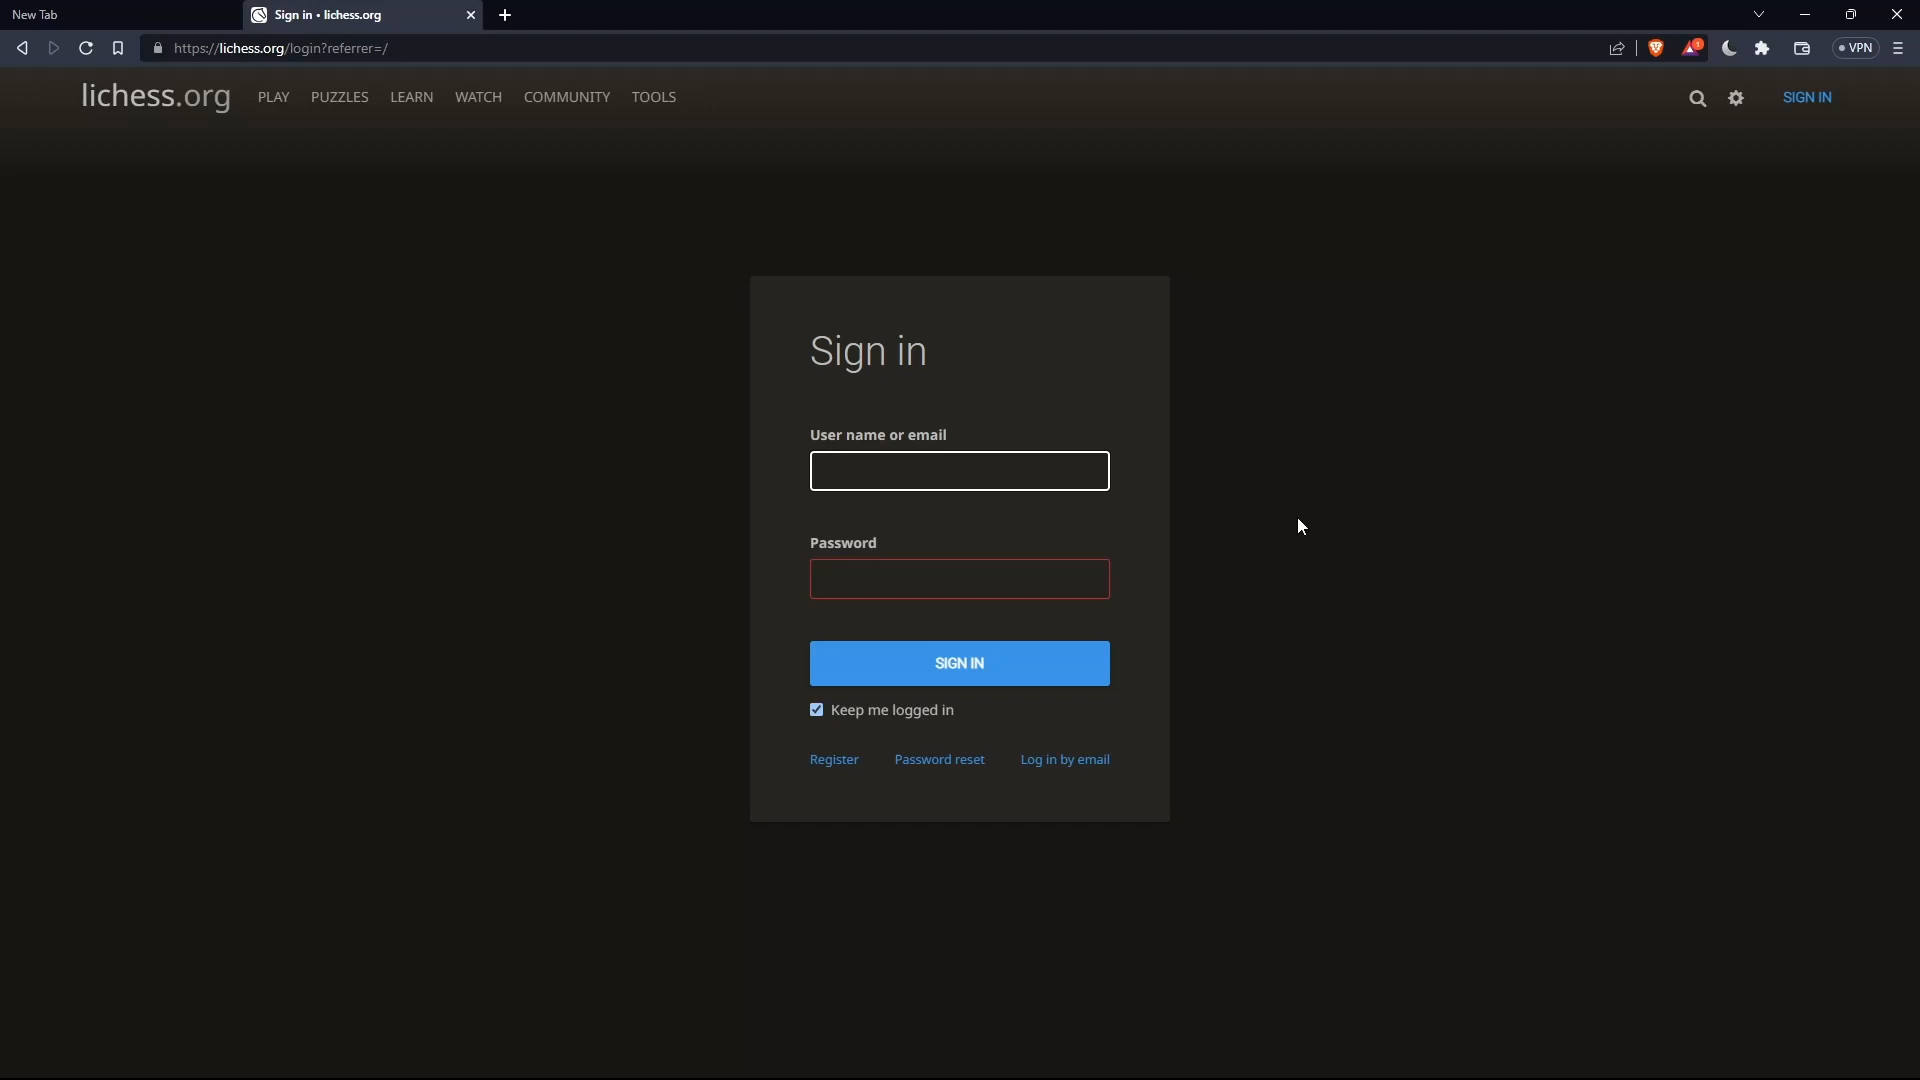 New Tab
Sign in • lichess.org
https://lichess.org/login?referrer=/
1
VPN
lichess.org PLAY PUZZLES LEARN WATCH COMMUNITY TOOLS SIGN IN
Sign in
User name or email
Password
SIGN IN
Keep me logged in
Register Password reset Log in by email